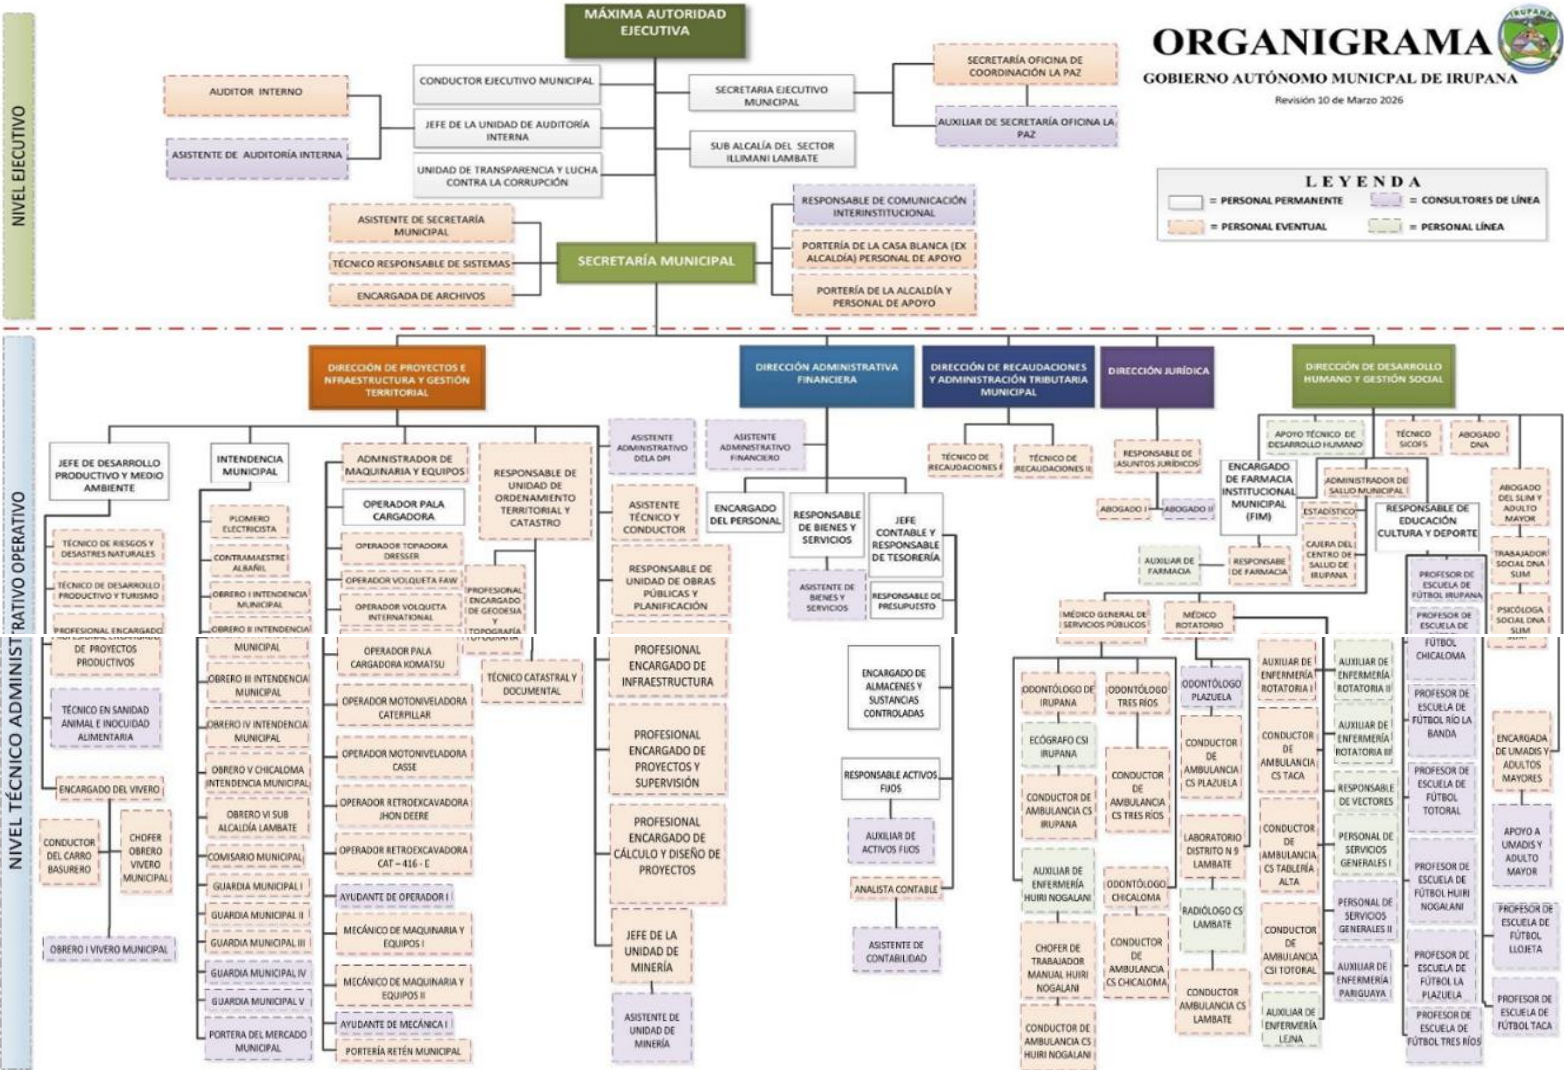 MÁXIMA AUTORIDAD
EJECUTIVA
ORGANIGRAMA
GOBIERNO AUTÓNOMO MUNICPAL DE IRUPANA
Revisión 10 de Marzo 2026
IRUPANA
NIVEL EJECUTIVO
AUDITOR INTERNO
ASISTENTE DE AUDITORÍA INTERNA
CONDUCTOR EJECUTIVO MUNICIPAL
JEFE DE LA UNIDAD DE AUDITORÍA
INTERNA
UNIDAD DE TRANSPARENCIA Y LUCHA
CONTRA LA CORRUPCIÓN
SECRETARIA EJECUTIVO
MUNICIPAL
SUB ALCALÍA DEL SECTOR
ILLIMANI LAMBATE
SECRETARÍA OFICINA DE
COORDINACIÓN LA PAZ
AUXILIAR DE SECRETARÍA OFICINA LA
PAZ
LEYENDA
= PERSONAL PERMANENTE
= CONSULTORES DE LÍNEA
= PERSONAL EVENTUAL
= PERSONAL LÍNEA
ASISTENTE DE SECRETARÍA
MUNICIPAL
TÉCNICO RESPONSABLE DE SISTEMAS
ENCARGADA DE ARCHIVOS
SECRETARÍA MUNICIPAL
RESPONSABLE DE COMUNICACIÓN
INTERINSTITUCIONAL
PORTERÍA DE LA CASA BLANCA (EX
ALCALDÍA) PERSONAL DE APOYO
PORTERÍA DE LA ALCALDÍA Y
PERSONAL DE APOYO
NIVEL TÉCNICO ADMINISTRATIVO OPERATIVO
DIRECCIÓN DE PROYECTOS E
NFRAESTRUCTURA Y GESTIÓN
TERRITORIAL
DIRECCIÓN ADMINISTRATIVA
FINANCIERA
DIRECCIÓN DE RECAUDACIONES
Y ADMINISTRACIÓN TRIBUTARIA
MUNICIPAL
DIRECCIÓN JURÍDICA
DIRECCIÓN DE DESARROLLO
HUMANO Y GESTIÓN SOCIAL
JEFE DE DESARROLLO
PRODUCTIVO Y MEDIO
AMBIENTE
TÉCNICO DE RIESGOS Y
DESASTRES NATURALES
TÉCNICO DE DESARROLLO
PRODUCTIVO Y TURISMO
PROFESIONAL ENCARGADO
DE PROYECTOS
PRODUCTIVOS
TÉCNICO EN SANIDAD
ANIMAL E INOCUIDAD
ALIMENTARIA
ENCARGADO DEL VIVERO
CONDUCTOR
DEL CARRO
BASURERO
CHOFER
OBRERO
VIVERO
MUNICIPAL
OBRERO I VIVERO MUNICIPAL
INTENDENCIA
MUNICIPAL
PLOMERO
ELECTRICISTA
CONTRAMAESTRE
ALBAÑIL
OBRERO I INTENDENCIA
MUNICIPAL
OBRERO II INTENDENCIA
MUNICIPAL
OBRERO III INTENDENCIA
MUNICIPAL
OBRERO IV INTENDENCIA
MUNICIPAL
OBRERO V CHICALOMA
INTENDENCIA MUNICIPAL
OBRERO VI SUB
ALCALDÍA LAMBATE
COMISARIO MUNICIPAL
GUARDIA MUNICIPAL I
GUARDIA MUNICIPAL II
GUARDIA MUNICIPAL III
GUARDIA MUNICIPAL IV
GUARDIA MUNICIPAL V
PORTERA DEL MERCADO
MUNICIPAL
ADMNISTRADOR DE
MAQUINARIA Y EQUIPOS
OPERADOR PALA
CARGADORA
OPERADOR TOPADORA
DRESSER
OPERADOR VOLQUETA FAW
OPERADOR VOLQUETA
INTERNATIONAL
OPERADOR PALA
CARGADORA KOMATSU
OPERADOR MOTONIVELADORA
CATERPILLAR
OPERADOR MOTONIVELADORA
CASSE
OPERADOR RETROEXCAVADORA
JHON DEERE
OPERADOR RETROEXCAVADORA
CAT – 416 - E
AYUDANTE DE OPERADOR I
MECÁNICO DE MAQUINARIA Y
EQUIPOS I
MECÁNICO DE MAQUINARIA Y
EQUIPOS II
AYUDANTE DE MECÁNICA I
PORTERÍA RETÉN MUNICIPAL
RESPONSABLE DE
UNIDAD DE
ORDENAMIENTO
TERRITORIAL Y
CATASTRO
PROFESIONAL
ENCARGADO
DE GEODESIA
Y
TOPOGRAFÍA
TÉCNICO CATASTRAL Y
DOCUMENTAL
ASISTENTE
ADMINISTRATIVO
DELA DPI
ASISTENTE
TÉCNICO Y
CONDUCTOR
RESPONSABLE DE
UNIDAD DE OBRAS
PÚBLICAS Y
PLANIFICACIÓN
PROFESIONAL
ENCARGADO DE
INFRAESTRUCTURA
PROFESIONAL
ENCARGADO DE
PROYECTOS Y
SUPERVISIÓN
PROFESIONAL
ENCARGADO DE
CÁLCULO Y DISEÑO DE
PROYECTOS
JEFE DE LA
UNIDAD DE
MINERÍA
ASISTENTE DE
UNIDAD DE
MINERÍA
ASISTENTE
ADMINISTRATIVO
FINANCIERO
ENCARGADO
DEL PERSONAL
RESPONSABLE
DE BIENES Y
SERVICIOS
ASISTENTE DE
BIENES Y
SERVICIOS
JEFE
CONTABLE Y
RESPONSABLE
DE TESORERÍA
RESPONSABLE DE
PRESUPUESTO
ENCARGADO DE
ALMACENES Y
SUSTANCIAS
CONTROLADAS
RESPONSABLE ACTIVOS
FIJOS
AUXILIAR DE
ACTIVOS FIJOS
ANALISTA CONTABLE
ASISTENTE DE
CONTABILIDAD
TÉCNICO DE
RECAUDACIONES I
TÉCNICO DE
RECAUDACIONES II
RESPONSABLE DE
ASUNTOS JURÍDICOS
ABOGADO I
ABOGADO II
APOYO TÉCNICO DE
DESARROLLO HUMANO
TÉCNICO
SICOFS
ABOGADO
DNA
ENCARGADO
DE FARMACIA
INSTITUCIONAL
MUNICIPAL
(FIM)
AUXILIAR DE
FARMACIA
RESPONSABE
DE FARMACIA
ADMINISTRADOR DE
SALUD MUNICIPAL
ESTADÍSTICO
CAJERA DEL
CENTRO DE
SALUD DE
IRUPANA
RESPONSABLE DE
EDUCACIÓN
CULTURA Y DEPORTE
ABOGADO
DEL SLIM Y
ADULTO
MAYOR
TRABAJADOR
SOCIAL DNA
SLIM
PSICÓLOGA
SOCIAL DNA
SLIM
MÉDICO GENERAL DE
SERVICIOS PÚBLICOS
MÉDICO
ROTATORIO
ODONTÓLOGO DE
IRUPANA
ECÓGRAFO CSI
IRUPANA
CONDUCTOR DE
AMBULANCIA CS
IRUPANA
AUXILIAR DE
ENFERMERÍA
HUIRI NOGALANI
CHOFER DE
TRABAJADOR
MANUAL HUIRI
NOGALANI
CONDUCTOR DE
AMBULANCIA CS
HUIRI NOGALANI
ODONTÓLOGO
TRES RÍOS
CONDUCTOR
DE
AMBULANCIA
CS TRES RÍOS
ODONTÓLOGO
CHICALOMA
CONDUCTOR
DE
AMBULANCIA
CS CHICALOMA
ODONTÓLOGO
PLAZUELA
CONDUCTOR
DE
AMBULANCIA
CS PLAZUELA
LABORATORIO
DISTRITO N 9
LAMBATE
RADIÓLOGO CS
LAMBATE
CONDUCTOR
AMBULANCIA CS
LAMBATE
AUXILIAR DE
ENFERMERÍA
ROTATORIA I
CONDUCTOR
DE
AMBULANCIA
CS TACA
CONDUCTOR
DE
AMBULANCIA
CS TABLERÍA
ALTA
CONDUCTOR
DE
AMBULANCIA
CSI TOTORAL
AUXILIAR DE
ENFERMERÍA
LEJNA
AUXILIAR DE
ENFERMERÍA
ROTATORIA II
AUXILIAR DE
ENFERMERÍA
ROTATORIA III
RESPONSABLE
DE VECTORES
PERSONAL DE
SERVICIOS
GENERALES I
PERSONAL DE
SERVICIOS
GENERALES II
AUXILIAR DE
ENFERMERÍA
PARIGUAYA
PROFESOR DE
ESCUELA DE
FÚTBOL IRUPANA
PROFESOR DE
ESCUELA DE
FÚTBOL
CHICALOMA
PROFESOR DE
ESCUELA DE
FÚTBOL RÍO LA
BANDA
PROFESOR DE
ESCUELA DE
FÚTBOL
TOTORAL
PROFESOR DE
ESCUELA DE
FÚTBOL HUIRI
NOGALANI
PROFESOR DE
ESCUELA DE
FÚTBOL LA
PLAZUELA
PROFESOR DE
ESCUELA DE
FÚTBOL TRES RÍOS
ENCARGADA
DE UMADIS Y
ADULTOS
MAYORES
APOYO A
UMADIS Y
ADULTO
MAYOR
PROFESOR DE
ESCUELA DE
FÚTBOL
LLOJETA
PROFESOR DE
ESCUELA DE
FÚTBOL TACA